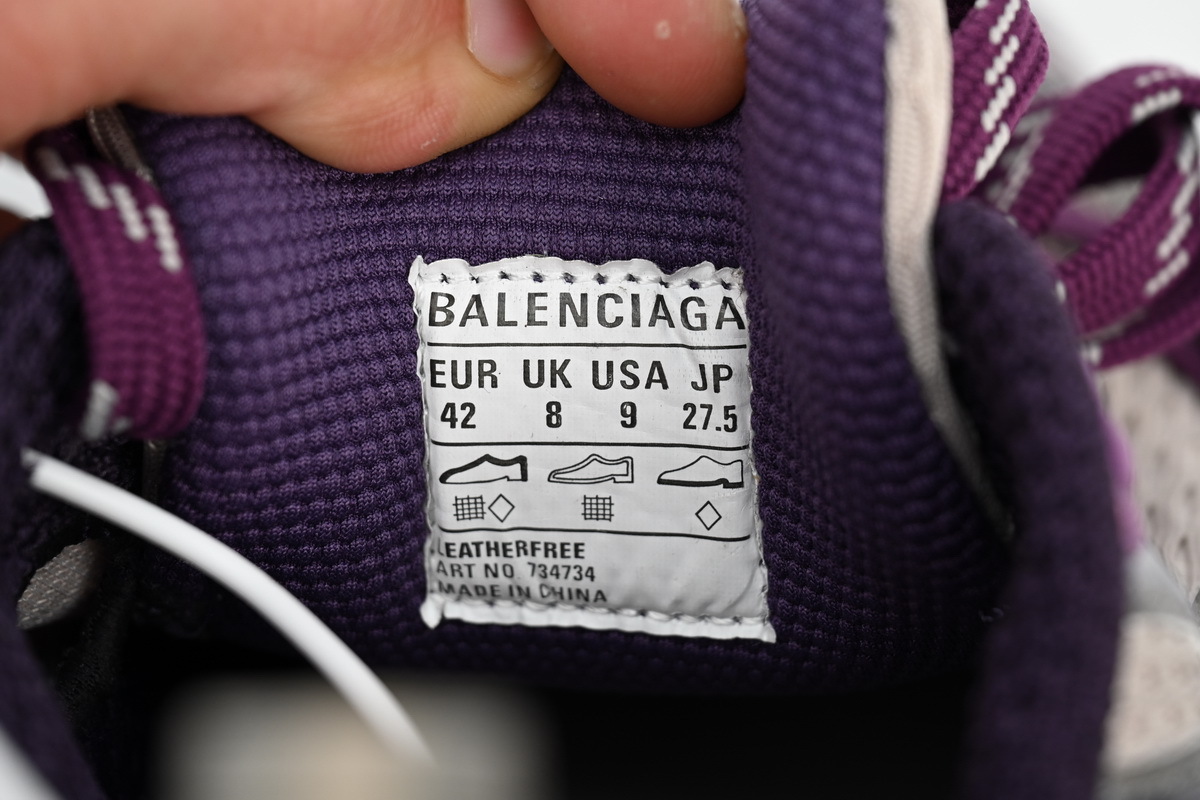 BALENCIAGA
EUR UK USA JP
42 8 9 27.5
LEATHERFREE
ART NO 734734
MADE IN CHINA